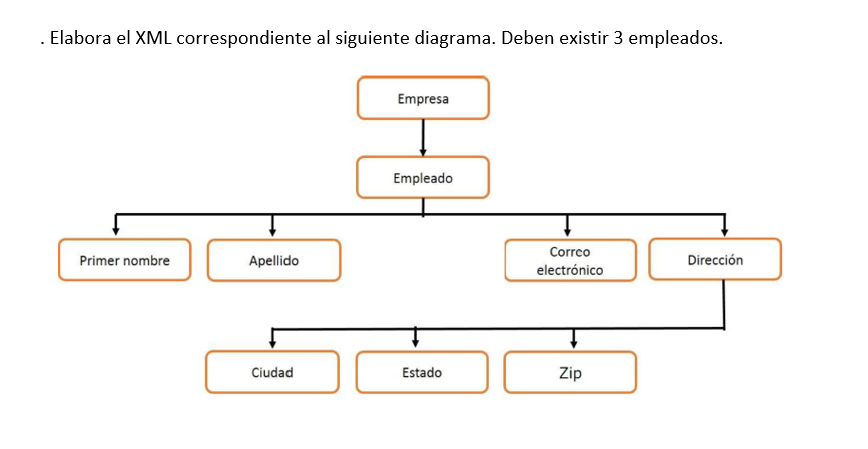 . Elabora el XML correspondiente al siguiente diagrama. Deben existir 3 empleados.
Empresa
Empleado
Primer nombre
Apellido
Correo
electrónico
Dirección
Ciudad
Estado
Zip